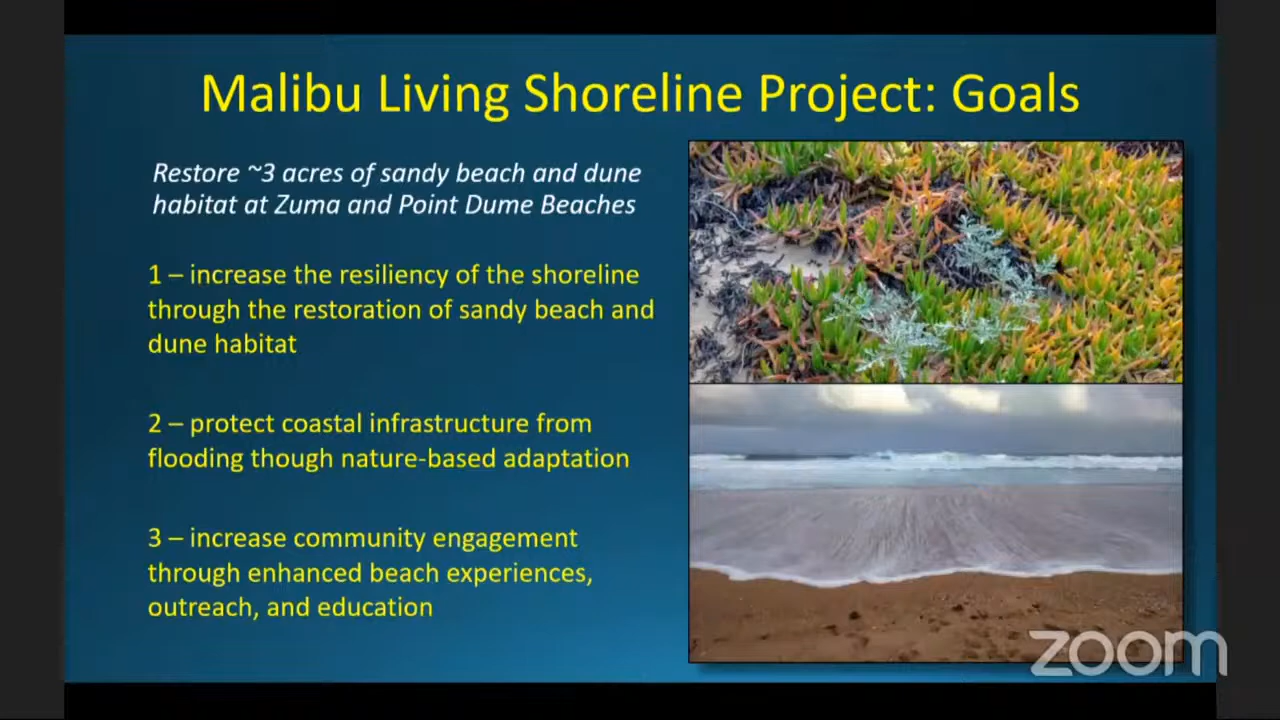 Malibu Living Shoreline Project: Goals
Restore ~3 acres of sandy beach and dune
habitat at Zuma and Point Dume Beaches
1 – increase the resiliency of the shoreline
through the restoration of sandy beach and
dune habitat
2 – protect coastal infrastructure from
flooding though nature-based adaptation
3 – increase community engagement
through enhanced beach experiences,
outreach, and education
zoom